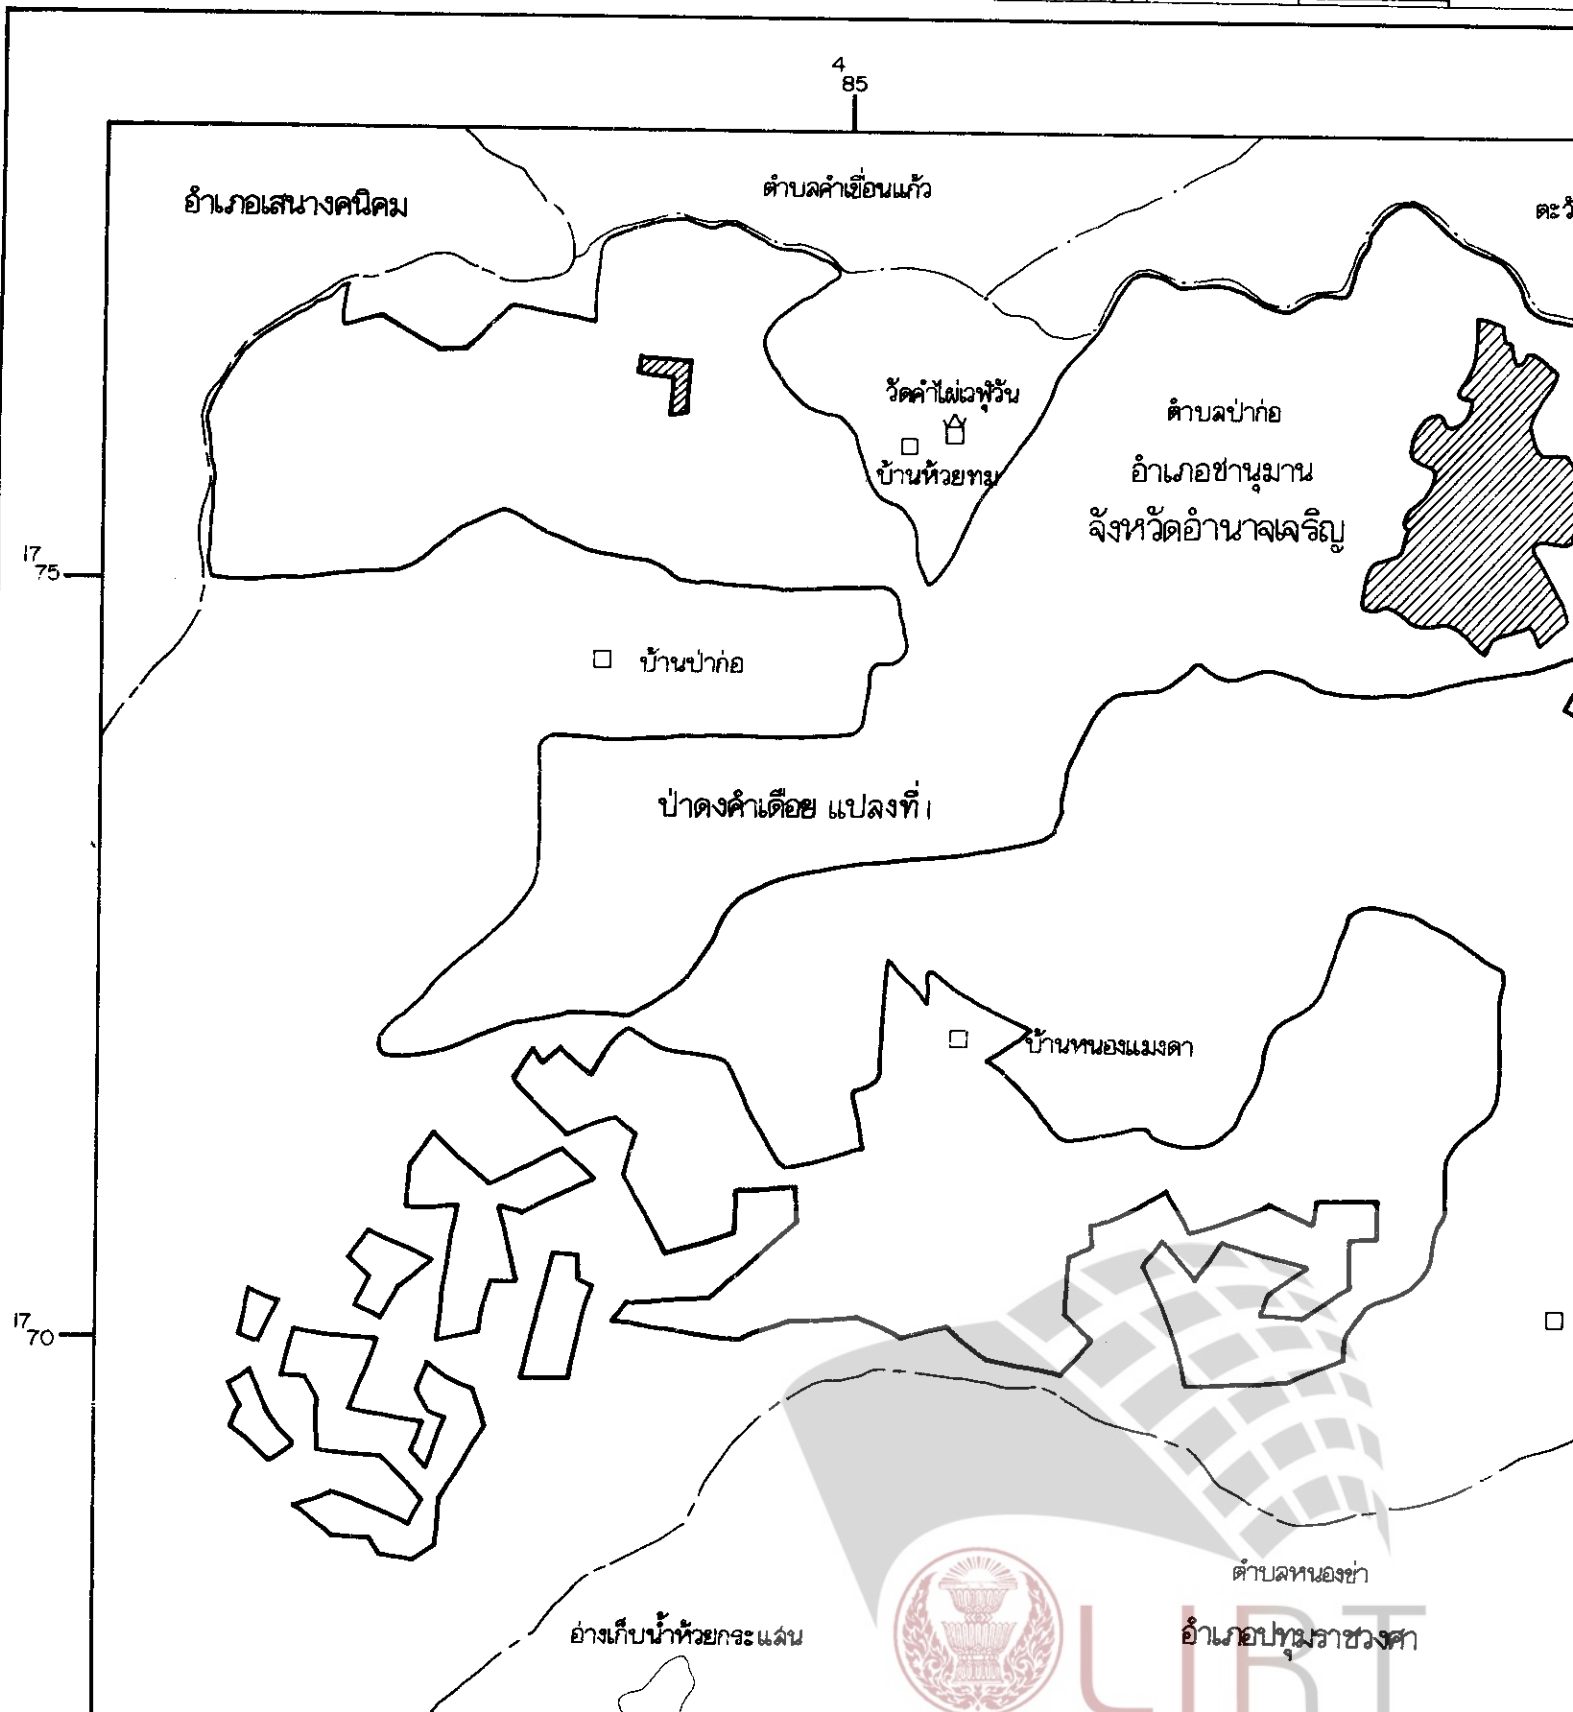 4
85
อำเภอเสนางคนิคม
ตำบลคำเขื่อนแก้ว
วัดคำไผ่เวฬุวัน
บ้านห้วยทม
ตำบลป่าก่อ
อำเภอชานุมาน
จังหวัดอำนาจเจริญ
17
75
บ้านป่าก่อ
ป่าดงคำเดือย แปลงที่ 1
บ้านหนองแมงดา
17
70
ตำบลหนองข่า
อำเภอปทุมราชวงศา
อ่างเก็บน้ำห้วยกระแสน
LIRT